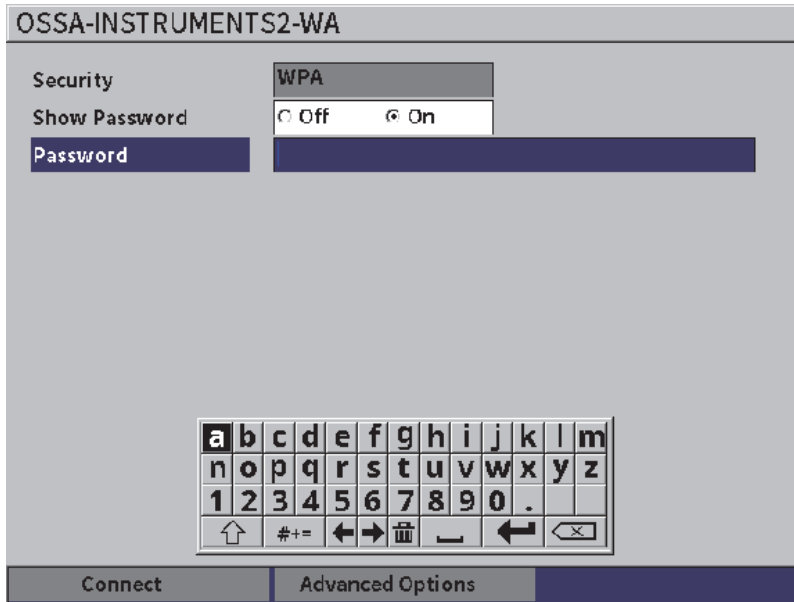 OSSA-INSTRUMENTS2-WA
Security WPA
Show Password Off On
Password
a b c d e f g h i j k l m
n o p q r s t u v w x y z
1 2 3 4 5 6 7 8 9 0 .
#+=
Connect Advanced Options